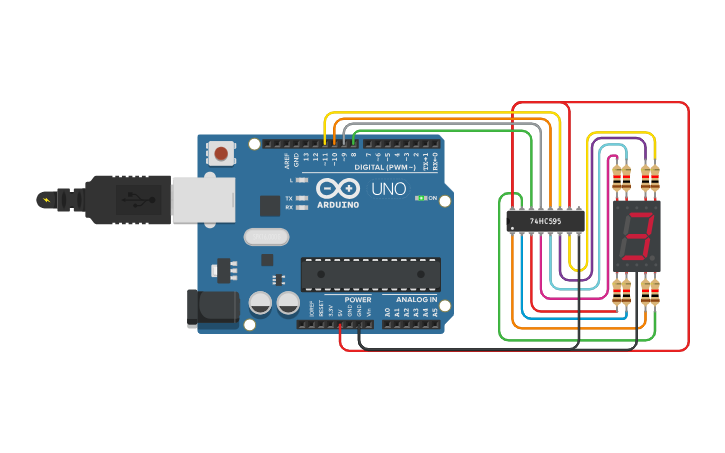 AREF
GND
13
12
~11
~10
~9
8
7
~6
~5
4
~3
2
TX→1
RX←0
DIGITAL (PWM~)
L
TX
RX
UNO
ARDUINO
ON
74HC595
POWER
ANALOG IN
IOREF
RESET
3.3V
5V
GND
GND
Vin
A0
A1
A2
A3
A4
A5